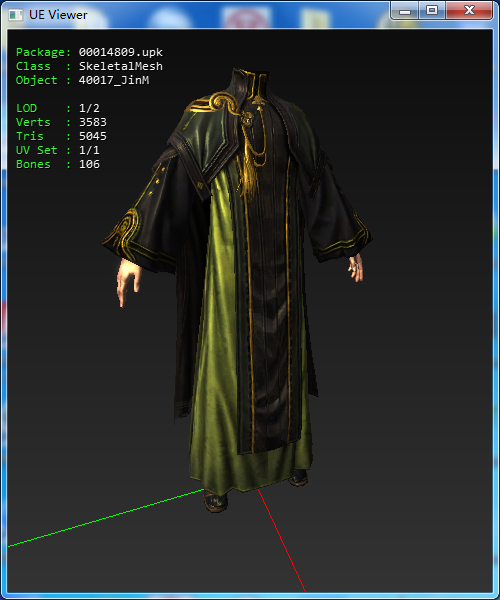 UE Viewer
Package: 00014809.upk
Class : SkeletalMesh
Object : 40017_JinM
LOD : 1/2
Verts : 3583
Tris : 5045
UV Set : 1/1
Bones : 106